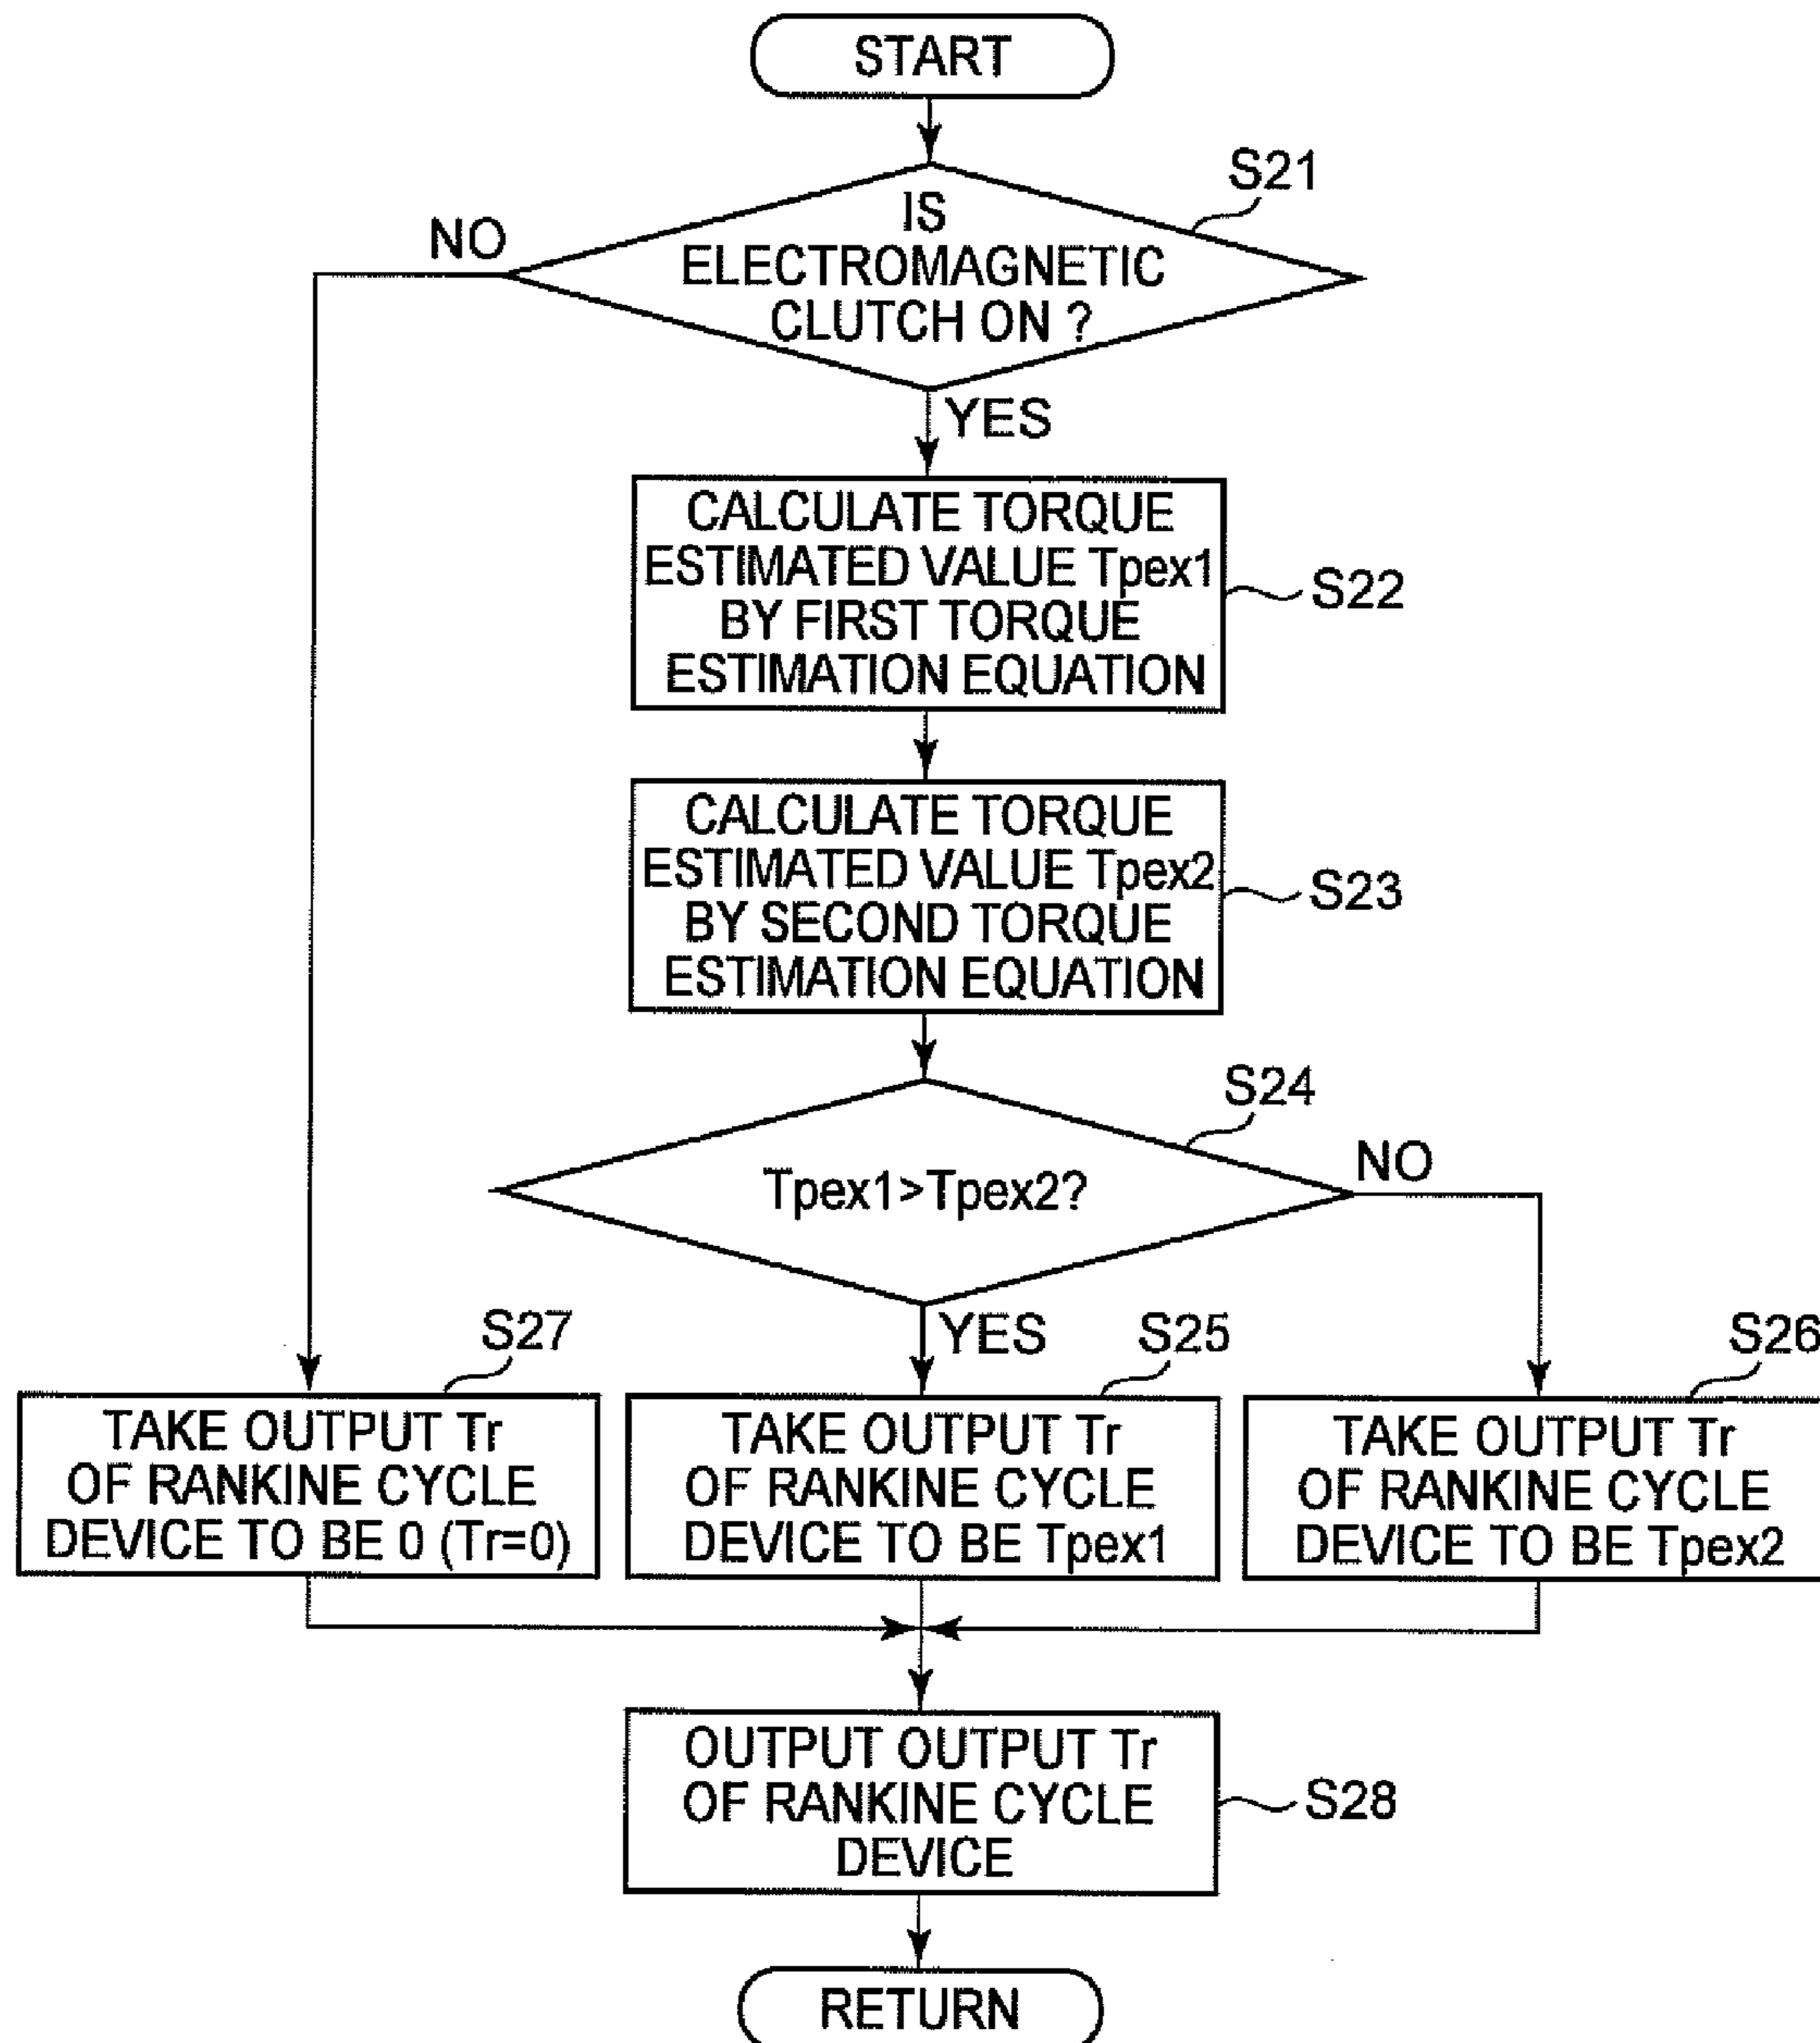 START
S21
IS
ELECTROMAGNETIC
CLUTCH ON ?
NO
YES
CALCULATE TORQUE
ESTIMATED VALUE Tpex1
BY FIRST TORQUE
ESTIMATION EQUATION
S22
CALCULATE TORQUE
ESTIMATED VALUE Tpex2
BY SECOND TORQUE
ESTIMATION EQUATION
S23
S24
Tpex1>Tpex2?
NO
YES
S27
TAKE OUTPUT Tr
OF RANKINE CYCLE
DEVICE TO BE 0 (Tr=0)
S25
TAKE OUTPUT Tr
OF RANKINE CYCLE
DEVICE TO BE Tpex1
S26
TAKE OUTPUT Tr
OF RANKINE CYCLE
DEVICE TO BE Tpex2
OUTPUT OUTPUT Tr
OF RANKINE CYCLE
DEVICE
S28
RETURN